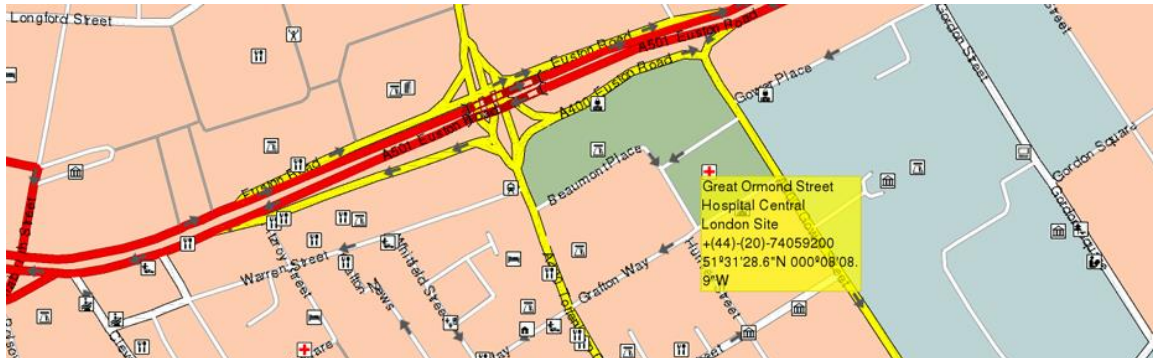 Longford Street
Euston Road
A501 Euston Road
A400 Euston Road
Gower Place
Gordon Street
Gordon Square
A501 Euston Road
Euston Road
Beaumont Place
Great Ormond Street
Hospital Central
London Site
+(44)-(20)-74059200
51º31'28.6"N 000º08'08.
9"W
Warren Street
Grafton Way
Gordon Square